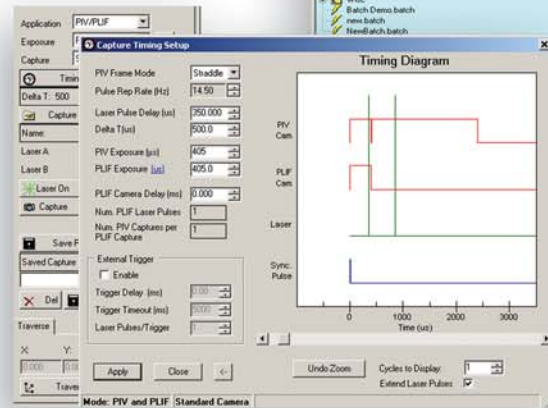 Wdc
Batch Demo.batch
new.batch
NewBatch.batch
Application PIV/PLIF
Exposure
Capture
Timin
Delta T: 500
Capture
Name:
Laser A
Laser B
Laser On
Capture
Save F
Saved Capture
Del
Traverse
X: Y:
0.000 0.00
Traver
Capture Timing Setup
PIV Frame Mode Straddle
Pulse Rep Rate (Hz) 14.50
Laser Pulse Delay (us) 350.000
Delta T(us) 500.0
PIV Exposure (µs) 405
PLIF Exposure (us) 405.0
PLIF Camera Delay (ms) 0.000
Num. PLIF Laser Pulses 1
Num. PIV Captures per PLIF Capture 1
External Trigger
Enable
Trigger Delay (ms) 0.00
Trigger Timeout (ms) 5000
Laser Pulses/Trigger 1
Apply Close <-
Mode: PIV and PLIF Standard Camera
Timing Diagram
PIV Cam
PLIF Cam
Laser
Sync. Pulse
0 1000 2000 3000
Time (us)
Undo Zoom Cycles to Display: 1
Extend Laser Pulses